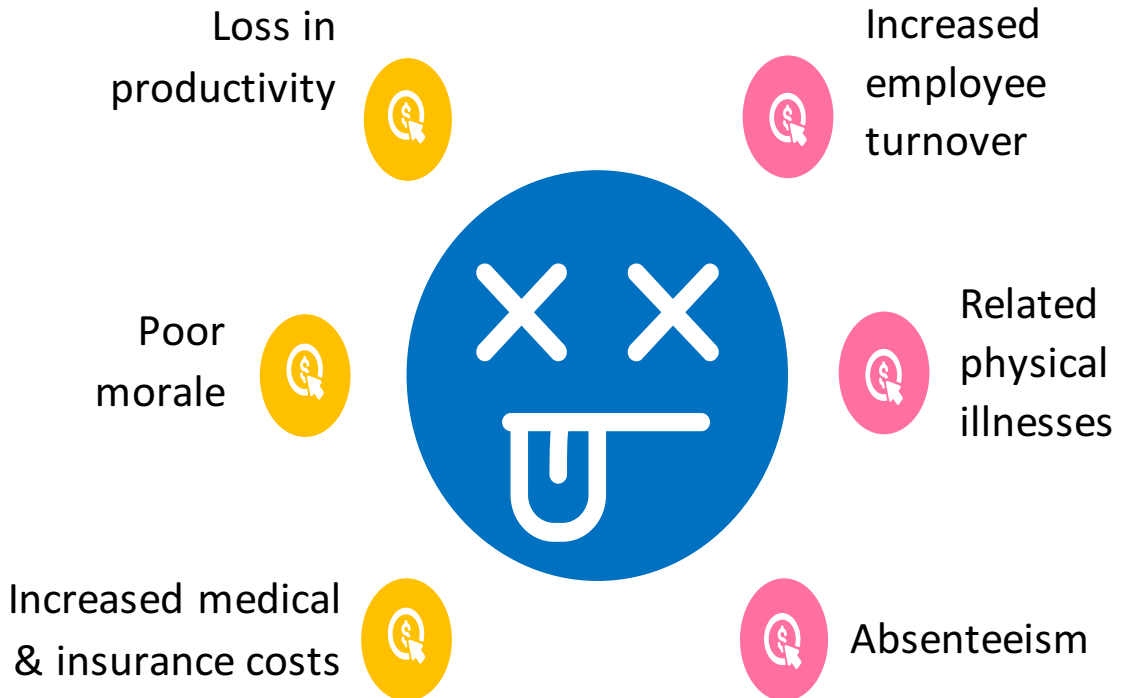 Loss in
productivity
Increased
employee
turnover
Poor
morale
Related
physical
illnesses
Increased medical
& insurance costs
Absenteeism